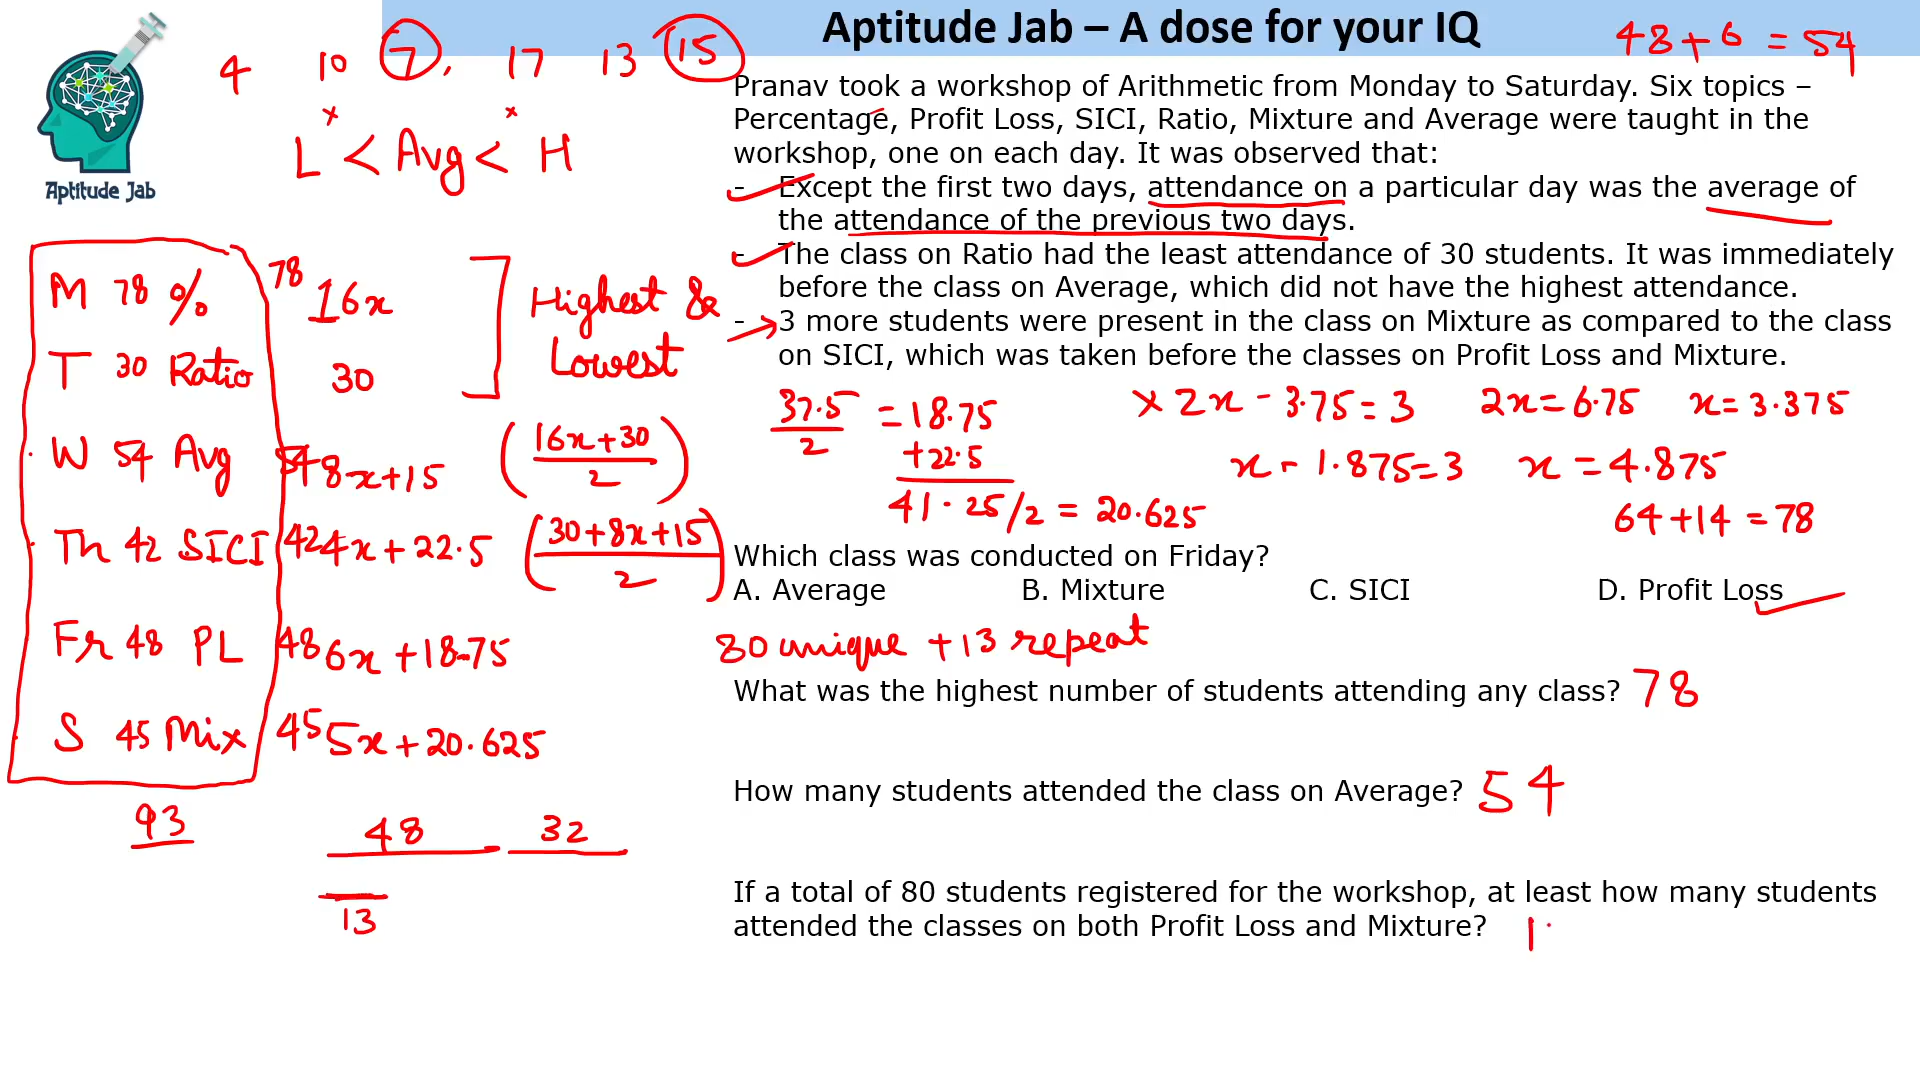 Aptitude Jab – A dose for your IQ
48 + 6 = 54
4 10 7, 17 13 15
x x
L < Avg < H
Aptitude Jab
Pranav took a workshop of Arithmetic from Monday to Saturday. Six topics –
Percentage, Profit Loss, SICI, Ratio, Mixture and Average were taught in the
workshop, one on each day. It was observed that:
- Except the first two days, attendance on a particular day was the average of
the attendance of the previous two days.
- The class on Ratio had the least attendance of 30 students. It was immediately
before the class on Average, which did not have the highest attendance.
- 3 more students were present in the class on Mixture as compared to the class
on SICI, which was taken before the classes on Profit Loss and Mixture.
M 78 % 78 16x
T 30 Ratio 30
Highest &
Lowest
W 54 Avg 54 8x+15 (16x+30/2)
Th 42 SICI 42 4x+22.5 (30+8x+15/2)
Fr 48 PL 48 6x+18.75
S 45 Mix 45 5x+20.625
93
48 32
13
37.5/2 = 18.75
+22.5
41.25/2 = 20.625
x 2x - 3.75 = 3 2x = 6.75 x = 3.375
x - 1.875 = 3 x = 4.875
64 + 14 = 78
Which class was conducted on Friday?
A. Average B. Mixture C. SICI D. Profit Loss
80 unique + 13 repeat
What was the highest number of students attending any class? 78
How many students attended the class on Average? 54
If a total of 80 students registered for the workshop, at least how many students
attended the classes on both Profit Loss and Mixture? 1